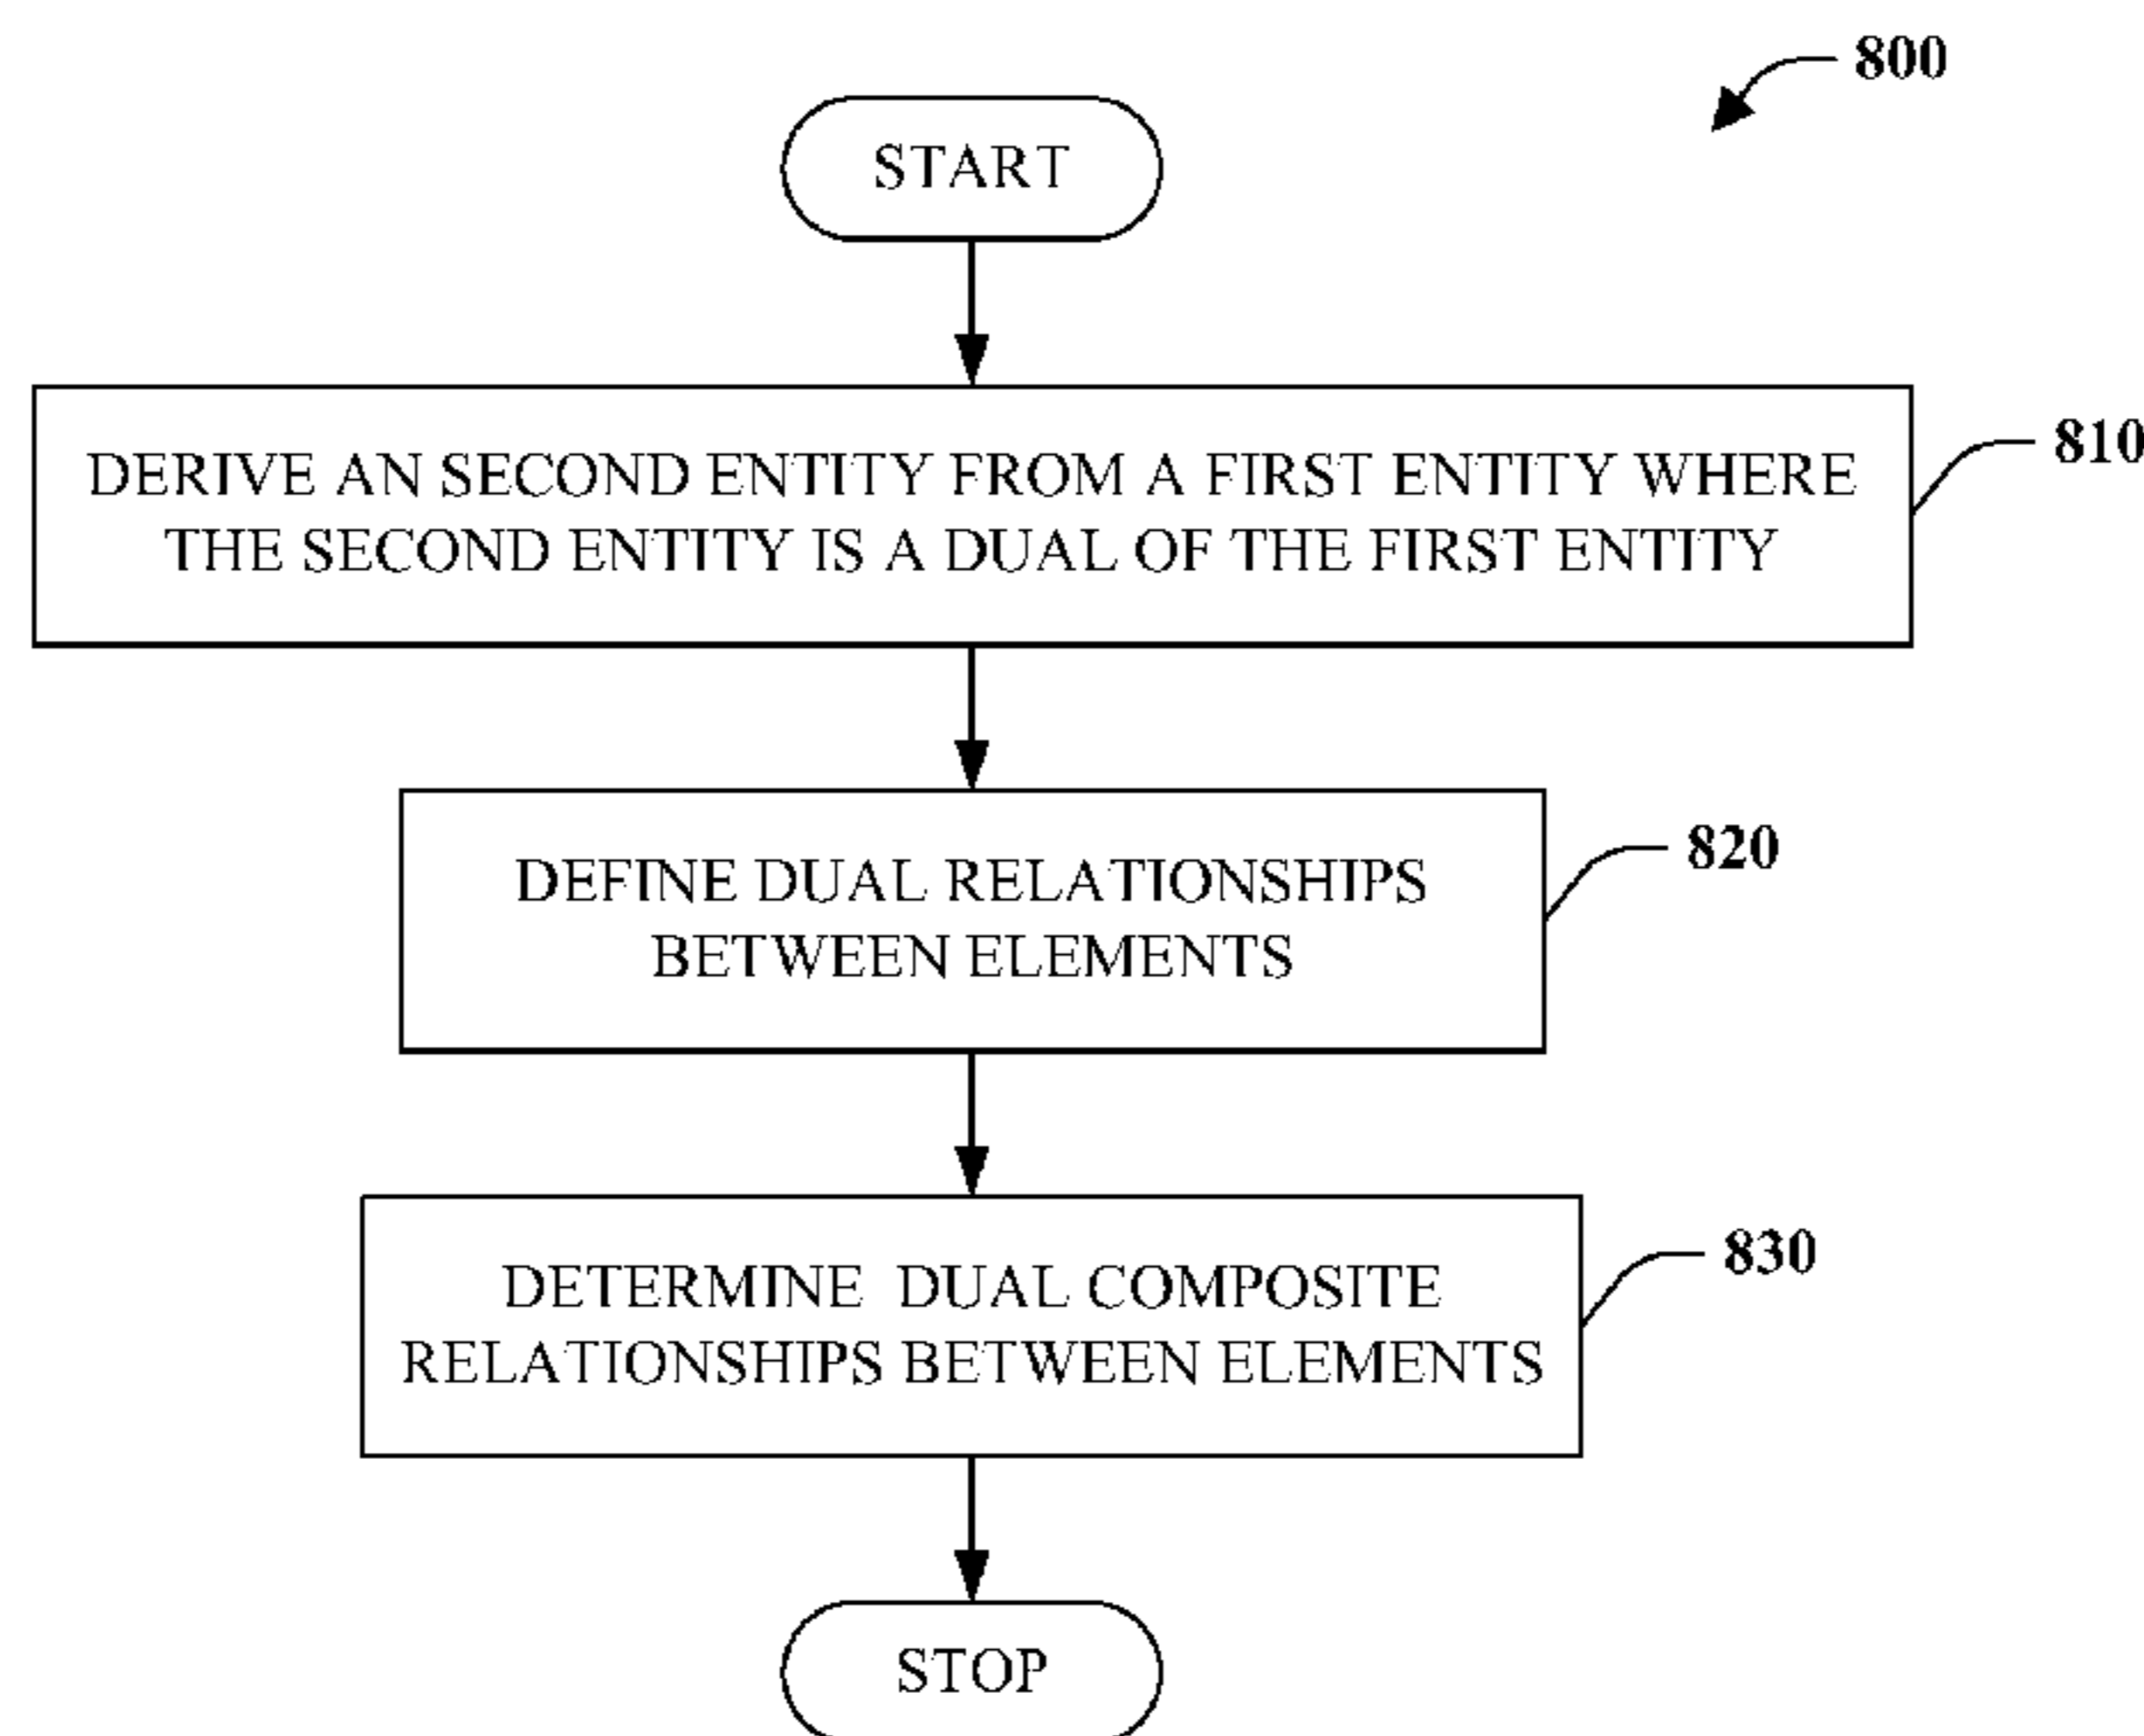 800
START
DERIVE AN SECOND ENTITY FROM A FIRST ENTITY WHERE
THE SECOND ENTITY IS A DUAL OF THE FIRST ENTITY
810
DEFINE DUAL RELATIONSHIPS
BETWEEN ELEMENTS
820
DETERMINE DUAL COMPOSITE
RELATIONSHIPS BETWEEN ELEMENTS
830
STOP